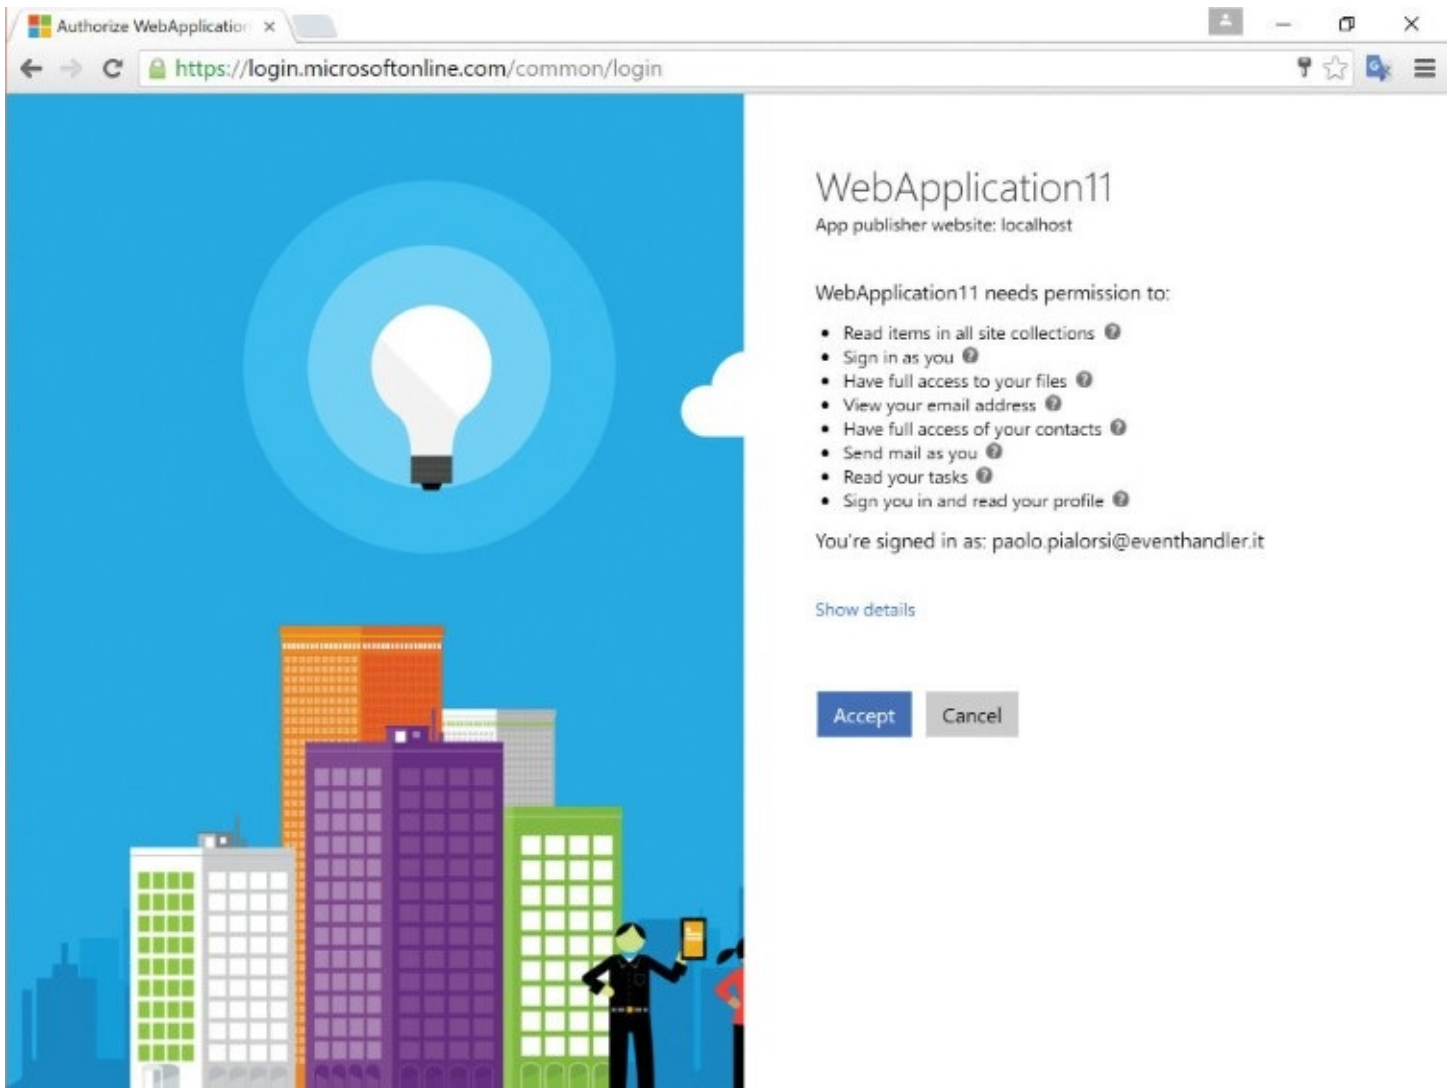 Authorize WebApplication
https://login.microsoftonline.com/common/login
WebApplication11
App publisher website: localhost
WebApplication11 needs permission to:
Read items in all site collections
Sign in as you
Have full access to your files
View your email address
Have full access of your contacts
Send mail as you
Read your tasks
Sign you in and read your profile
You're signed in as: paolo.pialorsi@eventhandler.it
Show details
Accept Cancel